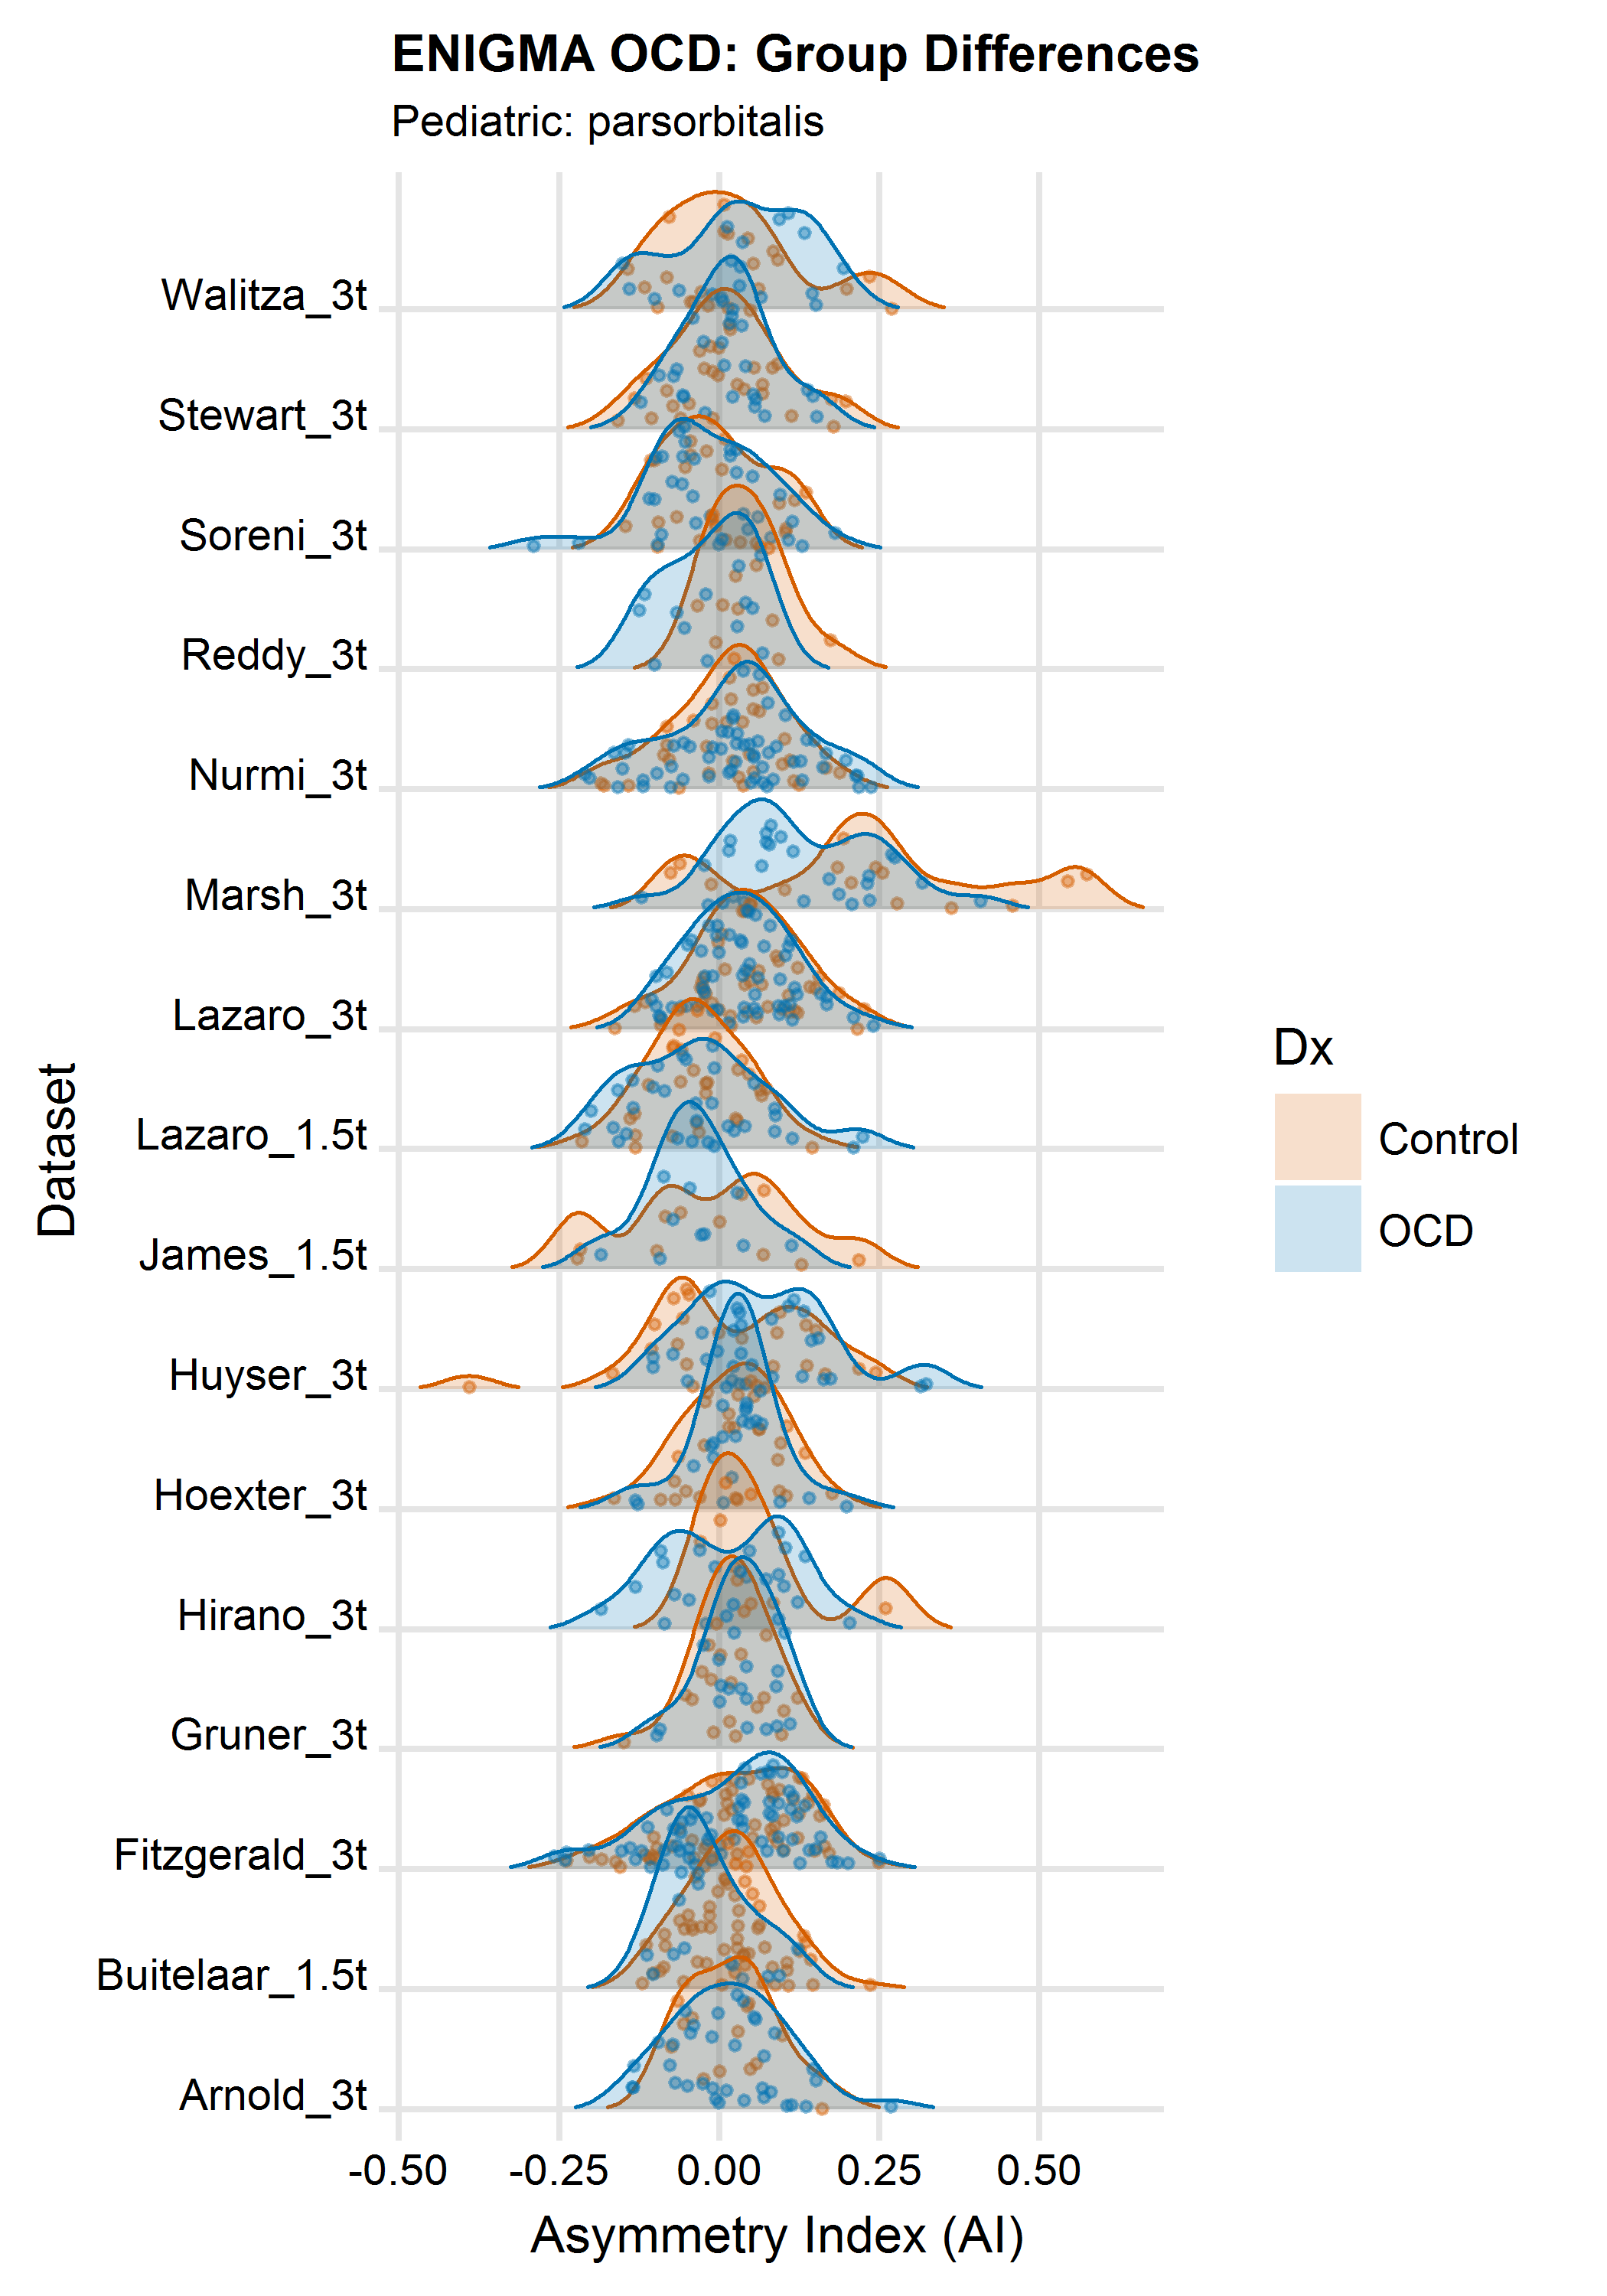 ENIGMA OCD: Group Differences
Pediatric: parsorbitalis
Walitza_3t
Stewart_3t
Soreni_3t
Reddy_3t
Nurmi_3t
Marsh_3t
Lazaro_3t
Lazaro_1.5t
James_1.5t
Huyser_3t
Hoexter_3t
Hirano_3t
Gruner_3t
Fitzgerald_3t
Buitelaar_1.5t
Arnold_3t
Dataset
-0.50 -0.25 0.00 0.25 0.50
Asymmetry Index (AI)
Dx
Control
OCD